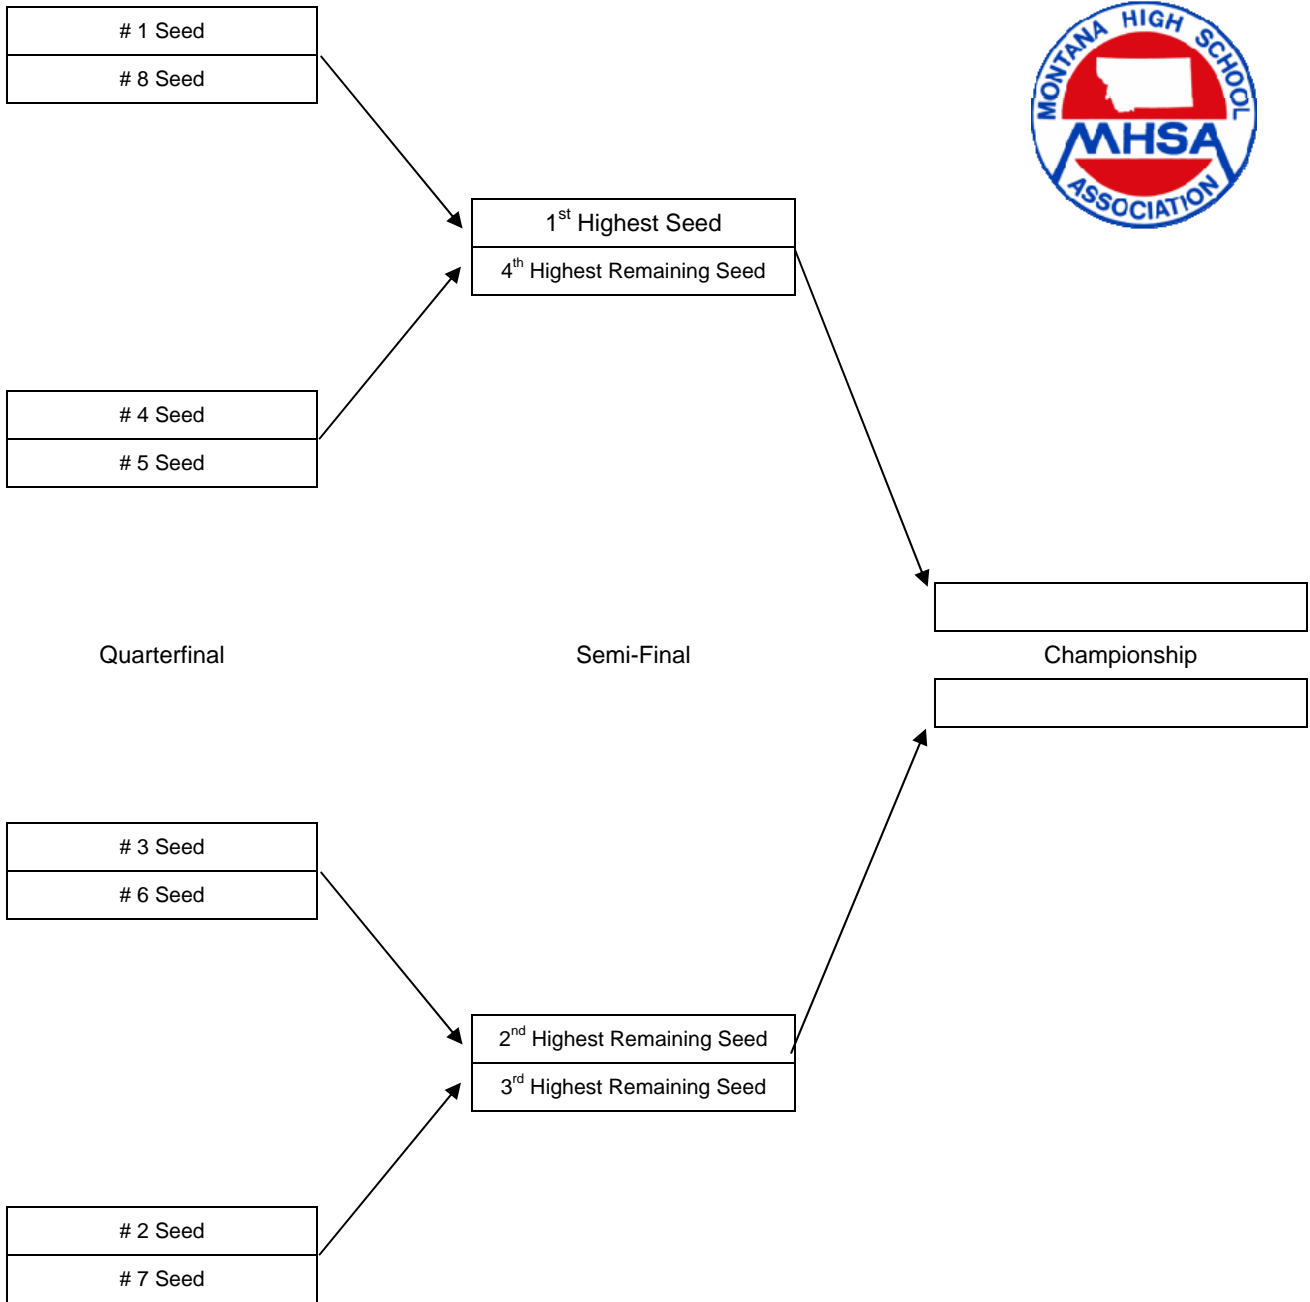 # 1 Seed
# 8 Seed
MONTANA HIGH SCHOOL
MHSA
ASSOCIATION
1st Highest Seed
4th Highest Remaining Seed
# 4 Seed
# 5 Seed
Quarterfinal
Semi-Final
Championship
# 3 Seed
# 6 Seed
2nd Highest Remaining Seed
3rd Highest Remaining Seed
# 2 Seed
# 7 Seed